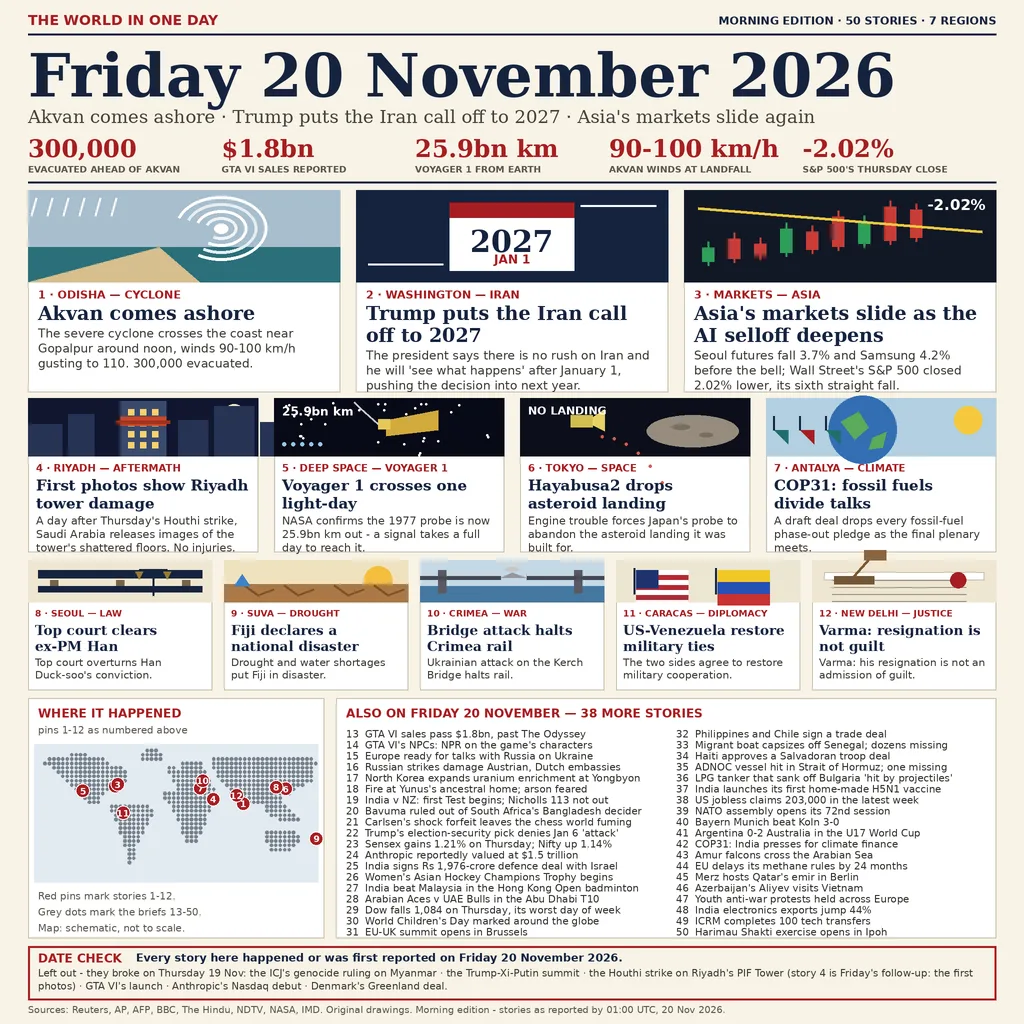 THE WORLD IN ONE DAY
MORNING EDITION · 50 STORIES · 7 REGIONS
Friday 20 November 2026
Akvan comes ashore · Trump puts the Iran call off to 2027 · Asia's markets slide again
300,000
EVACUATED AHEAD OF AKVAN
$1.8bn
GTA VI SALES REPORTED
25.9bn km
VOYAGER 1 FROM EARTH
90-100 km/h
AKVAN WINDS AT LANDFALL
-2.02%
S&P 500'S THURSDAY CLOSE
1 · ODISHA — CYCLONE
Akvan comes ashore
The severe cyclone crosses the coast near
Gopalpur around noon, winds 90-100 km/h
gusting to 110. 300,000 evacuated.
2027
JAN 1
2 · WASHINGTON — IRAN
Trump puts the Iran call
off to 2027
The president says there is no rush on Iran and
he will 'see what happens' after January 1,
pushing the decision into next year.
-2.02%
3 · MARKETS — ASIA
Asia's markets slide as the
AI selloff deepens
Seoul futures fall 3.7% and Samsung 4.2%
before the bell; Wall Street's S&P 500 closed
2.02% lower, its sixth straight fall.
4 · RIYADH — AFTERMATH
First photos show Riyadh
tower damage
A day after Thursday's Houthi strike,
Saudi Arabia releases images of the
tower's shattered floors. No injuries.
25.9bn km
5 · DEEP SPACE — VOYAGER 1
Voyager 1 crosses one
light-day
NASA confirms the 1977 probe is now
25.9bn km out - a signal takes a full
day to reach it.
NO LANDING
6 · TOKYO — SPACE
Hayabusa2 drops
asteroid landing
Engine trouble forces Japan's probe to
abandon the asteroid landing it was
built for.
7 · ANTALYA — CLIMATE
COP31: fossil fuels
divide talks
A draft deal drops every fossil-fuel
phase-out pledge as the final plenary
meets.
8 · SEOUL — LAW
Top court clears
ex-PM Han
Top court overturns Han
Duck-soo's conviction.
9 · SUVA — DROUGHT
Fiji declares a
national disaster
Drought and water shortages
put Fiji in disaster.
10 · CRIMEA — WAR
Bridge attack halts
Crimea rail
Ukrainian attack on the Kerch
Bridge halts rail.
11 · CARACAS — DIPLOMACY
US-Venezuela restore
military ties
The two sides agree to restore
military cooperation.
12 · NEW DELHI — JUSTICE
Varma: resignation is
not guilt
Varma: his resignation is not an
admission of guilt.
WHERE IT HAPPENED
pins 1-12 as numbered above
5
3
11
10
7
4
12
1
8
6
9
Red pins mark stories 1-12.
Grey dots mark the briefs 13-50.
Map: schematic, not to scale.
ALSO ON FRIDAY 20 NOVEMBER — 38 MORE STORIES
13 GTA VI sales pass $1.8bn, past The Odyssey
14 GTA VI's NPCs: NPR on the game's characters
15 Europe ready for talks with Russia on Ukraine
16 Russian strikes damage Austrian, Dutch embassies
17 North Korea expands uranium enrichment at Yongbyon
18 Fire at Yunus's ancestral home; arson feared
19 India v NZ: first Test begins; Nicholls 113 not out
20 Bavuma ruled out of South Africa's Bangladesh decider
21 Carlsen's shock forfeit leaves the chess world fuming
22 Trump's election-security pick denies Jan 6 'attack'
23 Sensex gains 1.21% on Thursday; Nifty up 1.14%
24 Anthropic reportedly valued at $1.5 trillion
25 India signs Rs 1,976-crore defence deal with Israel
26 Women's Asian Hockey Champions Trophy begins
27 India beat Malaysia in the Hong Kong Open badminton
28 Arabian Aces v UAE Bulls in the Abu Dhabi T10
29 Dow falls 1,084 on Thursday, its worst day of week
30 World Children's Day marked around the globe
31 EU-UK summit opens in Brussels
32 Philippines and Chile sign a trade deal
33 Migrant boat capsizes off Senegal; dozens missing
34 Haiti approves a Salvadoran troop deal
35 ADNOC vessel hit in Strait of Hormuz; one missing
36 LPG tanker that sank off Bulgaria 'hit by projectiles'
37 India launches its first home-made H5N1 vaccine
38 US jobless claims 203,000 in the latest week
39 NATO assembly opens its 72nd session
40 Bayern Munich beat Koln 3-0
41 Argentina 0-2 Australia in the U17 World Cup
42 COP31: India presses for climate finance
43 Amur falcons cross the Arabian Sea
44 EU delays its methane rules by 24 months
45 Merz hosts Qatar's emir in Berlin
46 Azerbaijan's Aliyev visits Vietnam
47 Youth anti-war protests held across Europe
48 India electronics exports jump 44%
49 ICRM completes 100 tech transfers
50 Harimau Shakti exercise opens in Ipoh
DATE CHECK Every story here happened or was first reported on Friday 20 November 2026.
Left out - they broke on Thursday 19 Nov: the ICJ's genocide ruling on Myanmar · the Trump-Xi-Putin summit · the Houthi strike on Riyadh's PIF Tower (story 4 is Friday's follow-up: the first
photos) · GTA VI's launch · Anthropic's Nasdaq debut · Denmark's Greenland deal.
Sources: Reuters, AP, AFP, BBC, The Hindu, NDTV, NASA, IMD. Original drawings. Morning edition - stories as reported by 01:00 UTC, 20 Nov 2026.